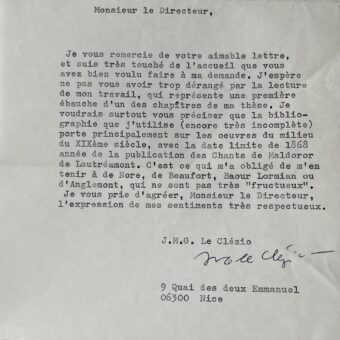 Monsieur le Directeur,
Je vous remercie de votre aimable lettre,
et suis très touché de l'accueil que vous
avez bien voulu faire à ma demande. J'espère
ne pas vous avoir trop dérangé par la lecture
de mon travail, qui représente une première
ébauche d'un des chapîtres de ma thèse. Je
voudrais surtout vous préciser que la biblio-
graphie que j'utilise (encore très incomplète)
porte principalement sur les oeuvres du milieu
du XIXème siècle, avec la date limite de 1868
année de la publication des Chants de Maldoror
de Lautréamont. C'est ce qui m'a obligé de m'en
tenir à de Nore, de Beaufort, Baour Lormian ou
d'Anglemont, qui ne sont pas très "fructueux".
Je vous prie d'agréer, Monsieur le Directeur,
l'expression de mes sentiments très respectueux.
J.M.G. Le Clézio
JMG Le Clézio
9 Quai des deux Emmanuel
06300 Nice